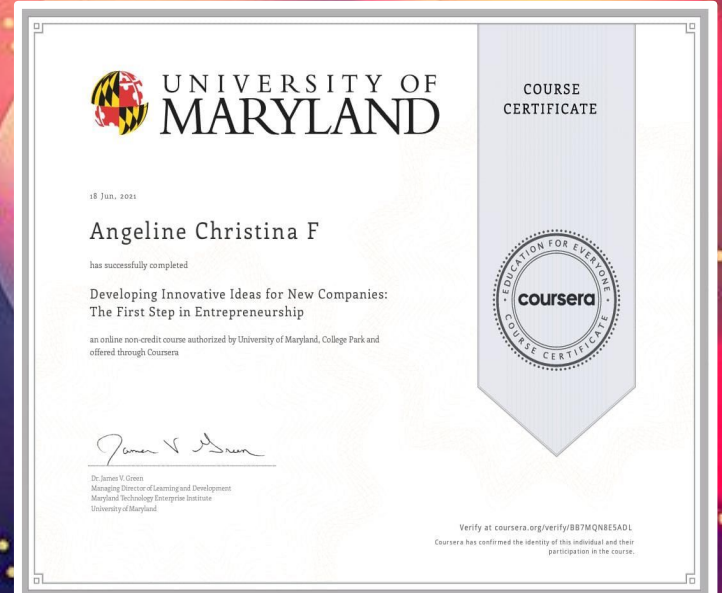 UNIVERSITY OF
MARYLAND
COURSE
CERTIFICATE
18 Jun, 2021
Angeline Christina F
has successfully completed
Developing Innovative Ideas for New Companies:
The First Step in Entrepreneurship
an online non-credit course authorized by University of Maryland, College Park and
offered through Coursera
EDUCATION FOR EVERYONE
coursera
COURSE CERTIFICATE
James V Green
Dr. James V. Green
Managing Director of Learning and Development
Maryland Technology Enterprise Institute
University of Maryland
Verify at coursera.org/verify/BB7MQN8E5ADL
Coursera has confirmed the identity of this individual and their
participation in the course.